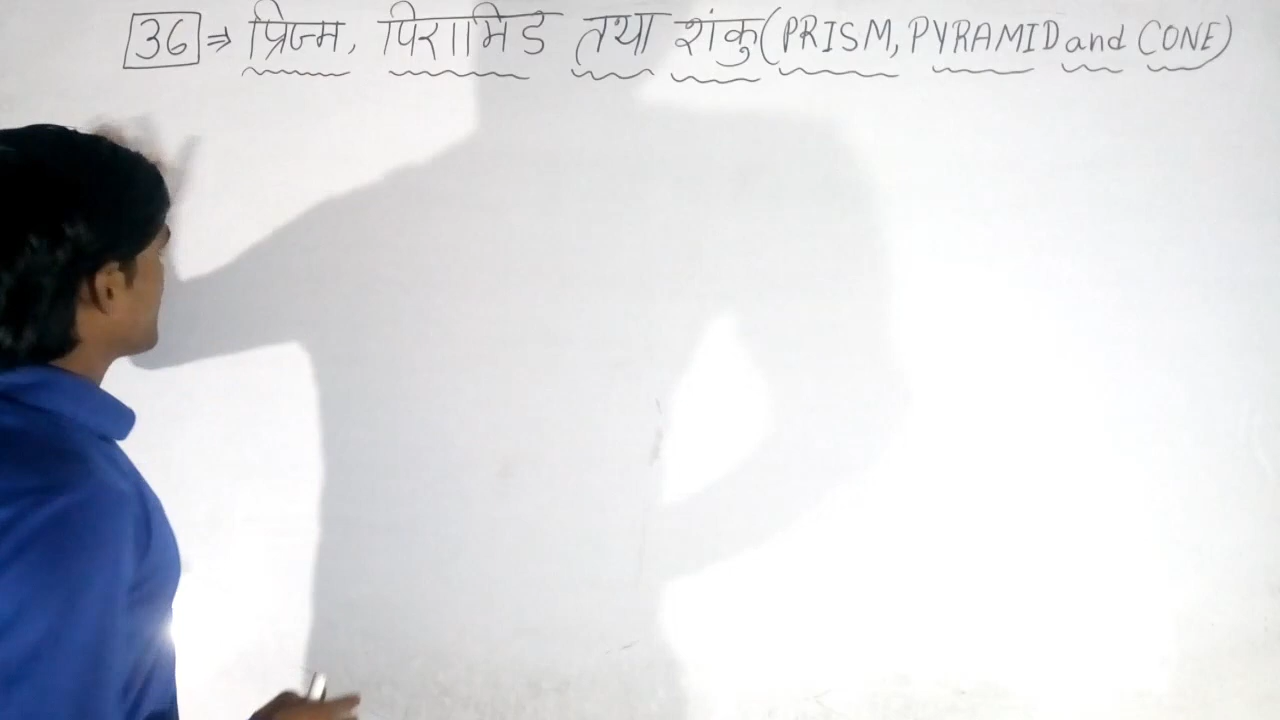 36 ⇒ प्रिज्म, पिरामिड तथा शंकु(PRISM, PYRAMID and CONE)